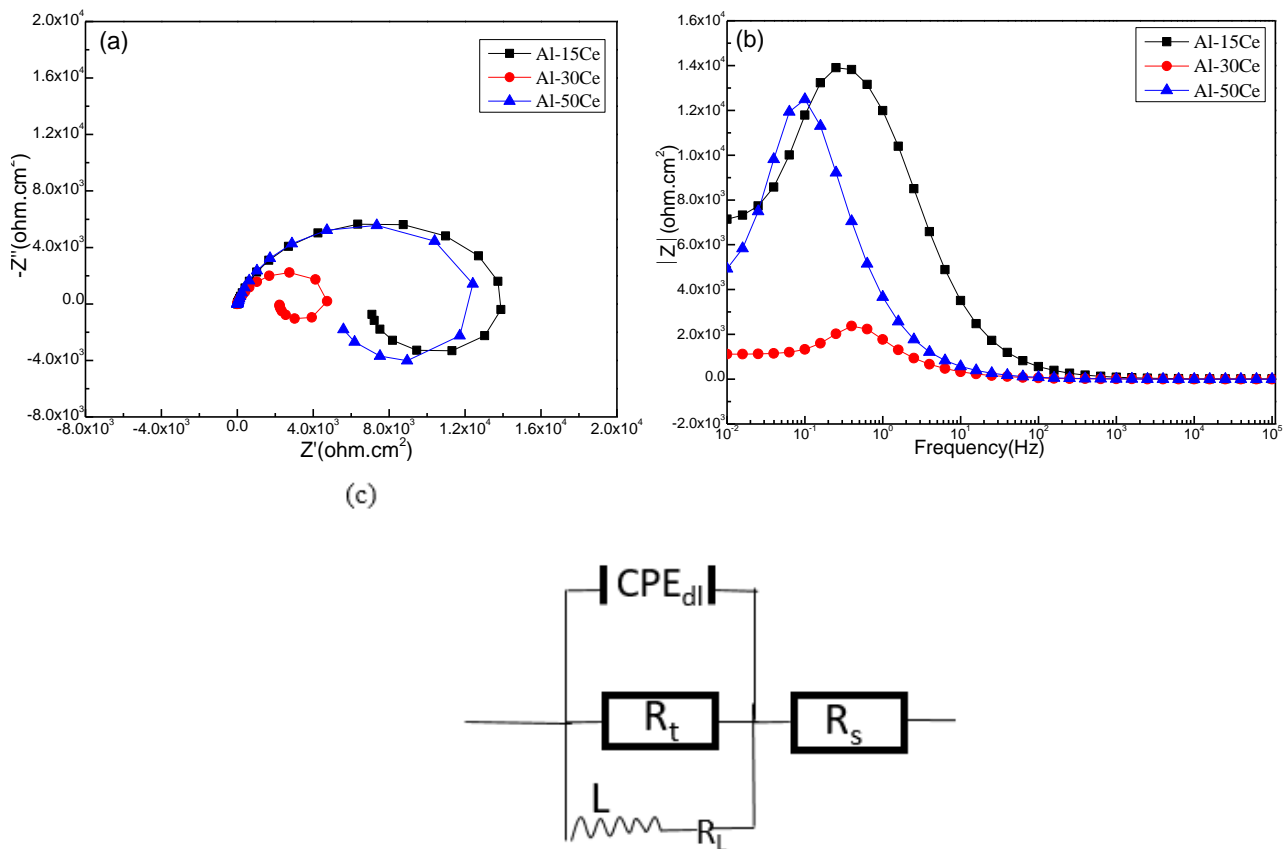 (a)
Al-15Ce
Al-30Ce
Al-50Ce
2.0x10⁴
1.6x10⁴
1.2x10⁴
8.0x10³
4.0x10³
0.0
-4.0x10³
-8.0x10³
-Z''(ohm.cm²)
-8.0x10³ -4.0x10³ 0.0 4.0x10³ 8.0x10³ 1.2x10⁴ 1.6x10⁴ 2.0x10⁴
Z'(ohm.cm²)
(b)
Al-15Ce
Al-30Ce
Al-50Ce
1.6x10⁴
1.4x10⁴
1.2x10⁴
1.0x10⁴
8.0x10³
6.0x10³
4.0x10³
2.0x10³
0.0
-2.0x10³
|Z|(ohm.cm²)
10⁻² 10⁻¹ 10⁰ 10¹ 10² 10³ 10⁴ 10⁵
Frequency(Hz)
(c)
CPE_dl
R_t R_s
L
R_L